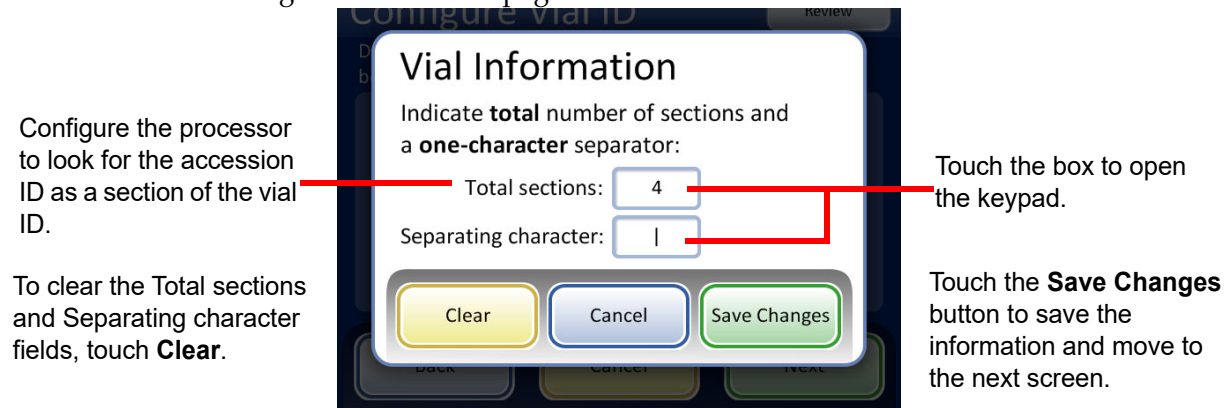 Configure Vial ID
Review
Vial Information
Indicate total number of sections and
a one-character separator:
Total sections: 4
Separating character: |
Clear
Cancel
Save Changes
Back
Cancel
Next
Configure the processor
to look for the accession
ID as a section of the vial
ID.
To clear the Total sections
and Separating character
fields, touch Clear.
Touch the box to open
the keypad.
Touch the Save Changes
button to save the
information and move to
the next screen.